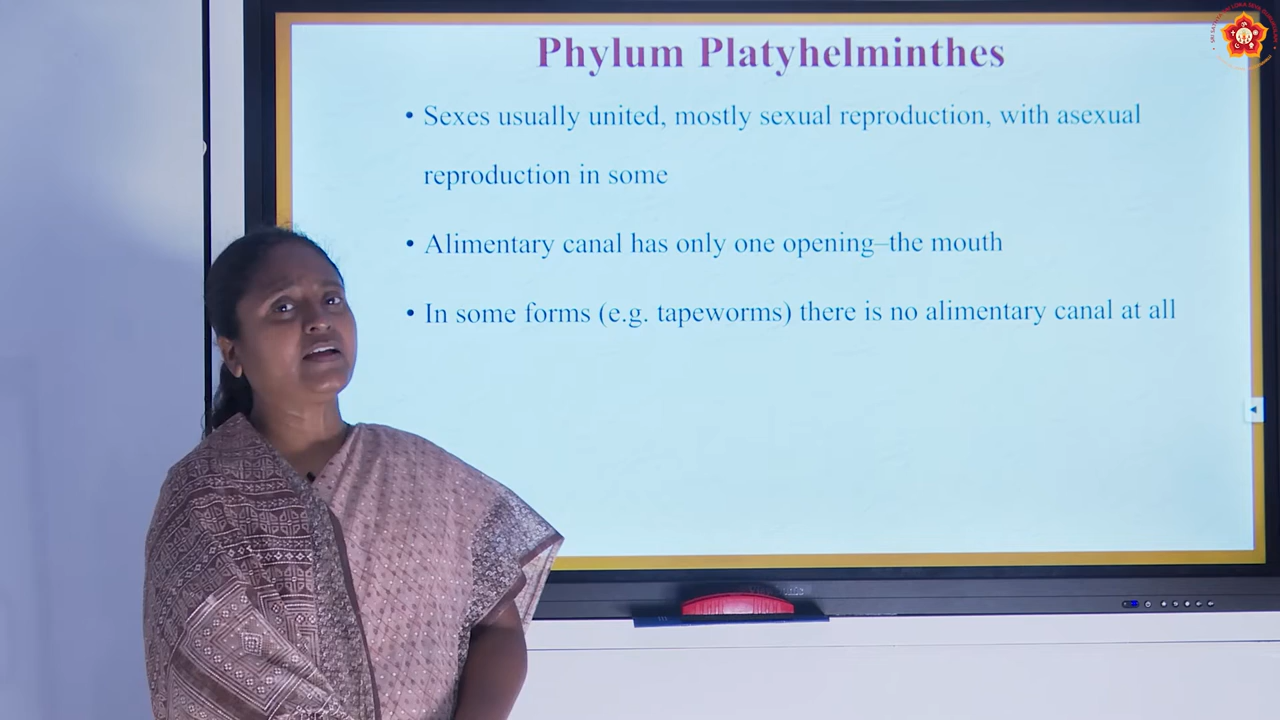 Phylum Platyhelminthes
• Sexes usually united, mostly sexual reproduction, with asexual
reproduction in some
• Alimentary canal has only one opening–the mouth
• In some forms (e.g. tapeworms) there is no alimentary canal at all